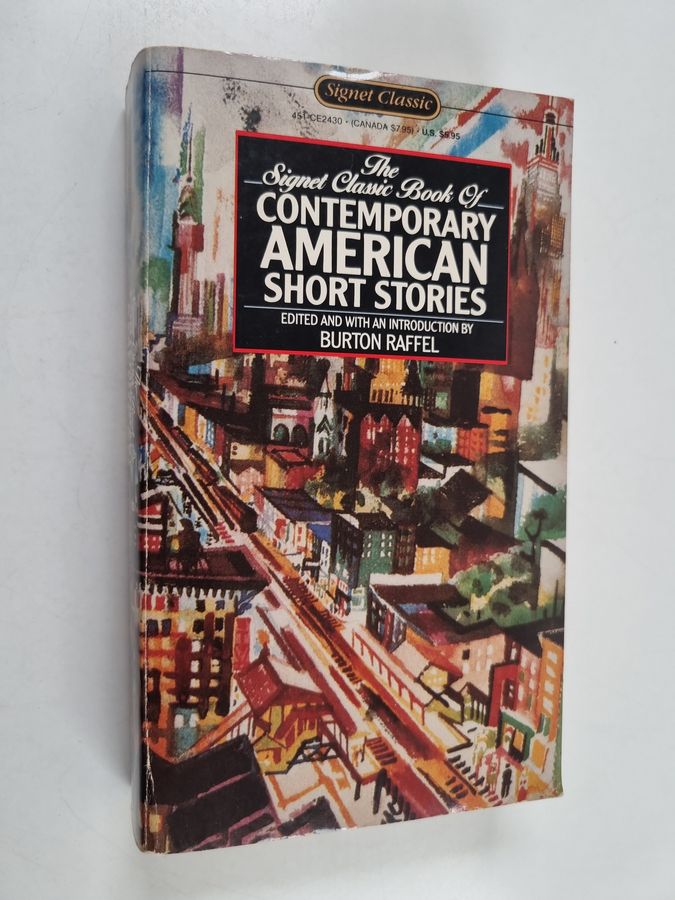 Signet Classic
451-CE2430 • (CANADA $7.95) • U.S. $5.95
The
Signet Classic Book Of
CONTEMPORARY
AMERICAN
SHORT STORIES
EDITED AND WITH AN INTRODUCTION BY
BURTON RAFFEL